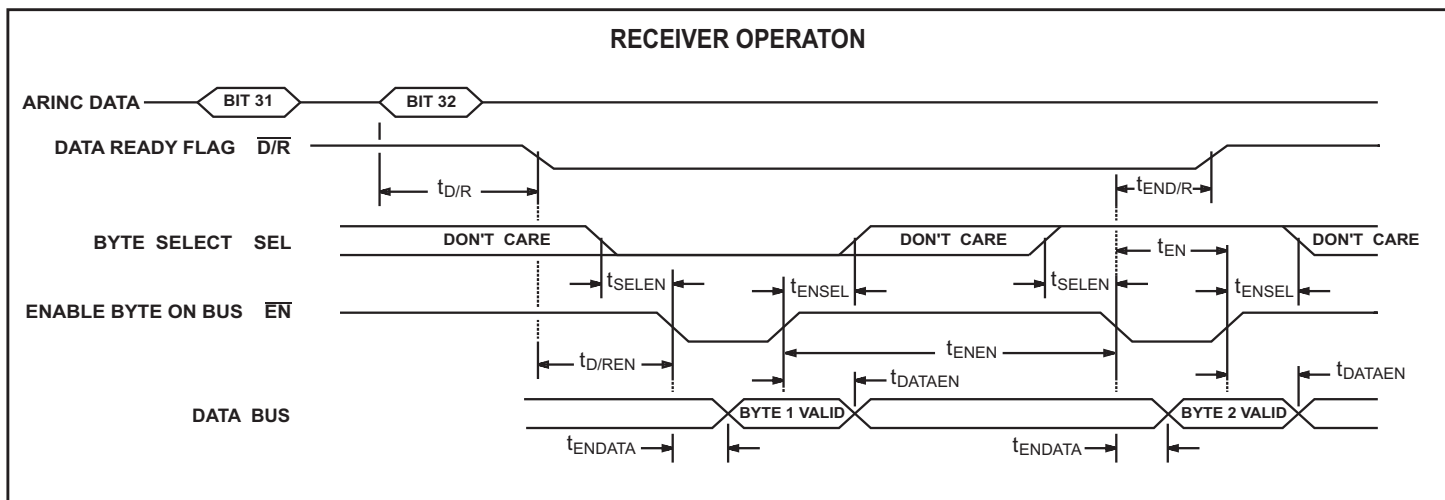 RECEIVER OPERATON
ARINC DATA BIT 31 BIT 32
DATA READY FLAG D/R
tD/R tEND/R
BYTE SELECT SEL DON'T CARE DON'T CARE DON'T CARE
tEN
tSELEN tENSEL tSELEN tENSEL
ENABLE BYTE ON BUS EN
tD/REN tENEN
tDATAEN tDATAEN
DATA BUS BYTE 1 VALID BYTE 2 VALID
tENDATA tENDATA